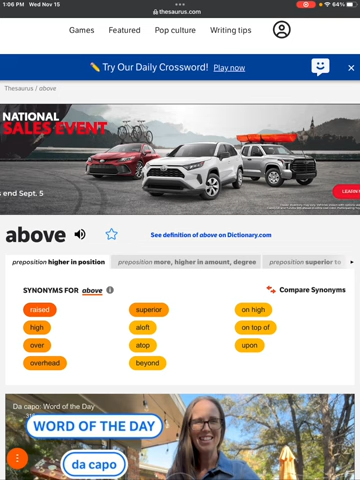 1:06 PM Wed Nov 15
64%
thesaurus.com
Games Featured Pop culture Writing tips
Try Our Daily Crossword! Play now
Thesaurus / above
NATIONAL
SALES EVENT
end Sept. 5
LEARN
above
See definition of above on Dictionary.com
preposition higher in position
preposition more, higher in amount, degree
preposition superior to
SYNONYMS FOR above
Compare Synonyms
raised superior on high
high aloft on top of
over atop upon
overhead beyond
Da capo: Word of the Day
WORD OF THE DAY
da capo